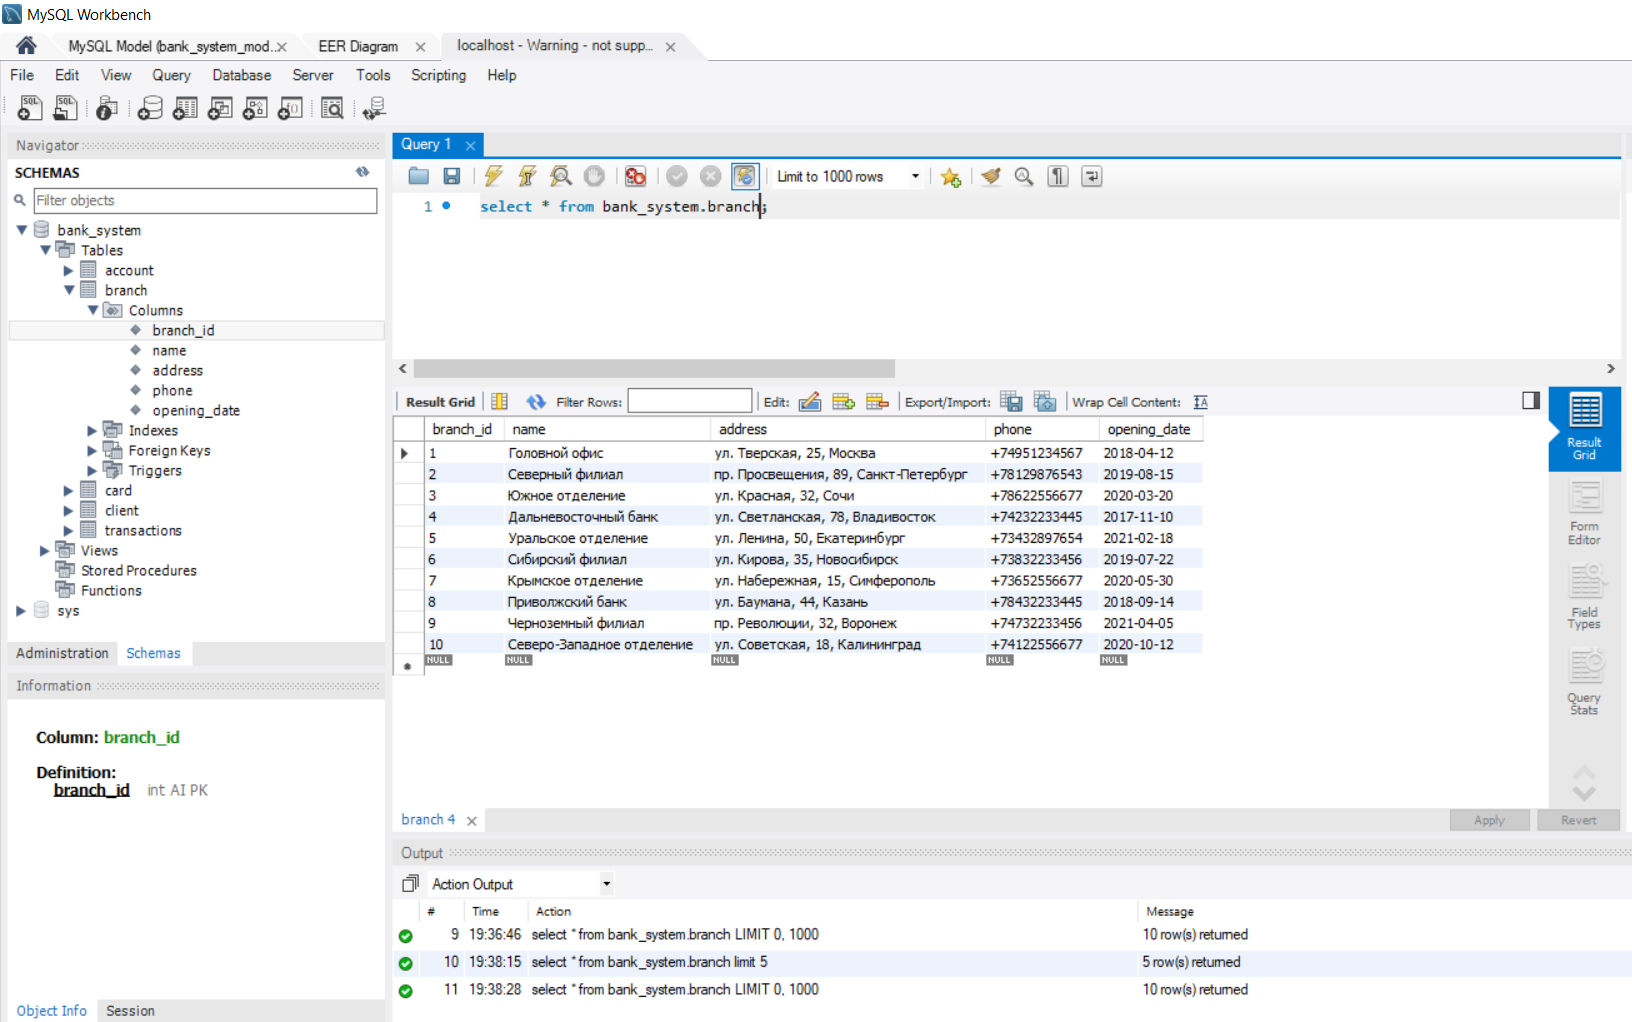 MySQL Workbench
MySQL Model (bank_system_mod.. EER Diagram localhost - Warning - not supp...
File Edit View Query Database Server Tools Scripting Help
Navigator
SCHEMAS
Filter objects
bank_system
Tables
account
branch
Columns
branch_id
name
address
phone
opening_date
Indexes
Foreign Keys
Triggers
card
client
transactions
Views
Stored Procedures
Functions
sys
Administration Schemas
Information
Column: branch_id
Definition:
branch_id int AI PK
Object Info Session
Query 1
Limit to 1000 rows
1 select * from bank_system.branch;
Result Grid Filter Rows: Edit: Export/Import: Wrap Cell Content:
branch_id name address phone opening_date
1 Головной офис ул. Тверская, 25, Москва +74951234567 2018-04-12
2 Северный филиал пр. Просвещения, 89, Санкт-Петербург +78129876543 2019-08-15
3 Южное отделение ул. Красная, 32, Сочи +78622556677 2020-03-20
4 Дальневосточный банк ул. Светланская, 78, Владивосток +74232233445 2017-11-10
5 Уральское отделение ул. Ленина, 50, Екатеринбург +73432897654 2021-02-18
6 Сибирский филиал ул. Кирова, 35, Новосибирск +73832233456 2019-07-22
7 Крымское отделение ул. Набережная, 15, Симферополь +73652556677 2020-05-30
8 Приволжский банк ул. Баумана, 44, Казань +78432233445 2018-09-14
9 Черноземный филиал пр. Революции, 32, Воронеж +74732233456 2021-04-05
10 Северо-Западное отделение ул. Советская, 18, Калининград +74122556677 2020-10-12
NULL NULL NULL NULL NULL
Result
Grid
Form
Editor
Field
Types
Query
Stats
branch 4
Apply Revert
Output
Action Output
# Time Action Message
9 19:36:46 select * from bank_system.branch LIMIT 0, 1000 10 row(s) returned
10 19:38:15 select * from bank_system.branch limit 5 5 row(s) returned
11 19:38:28 select * from bank_system.branch LIMIT 0, 1000 10 row(s) returned